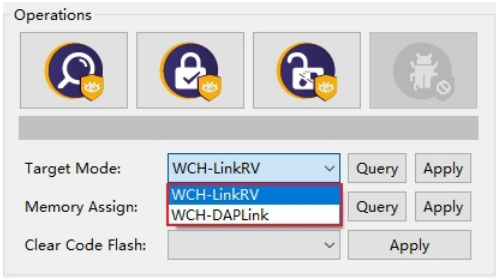 Operations
Target Mode: WCH-LinkRV Query Apply
WCH-LinkRV
WCH-DAPLink
Memory Assign: Query Apply
Clear Code Flash: Apply